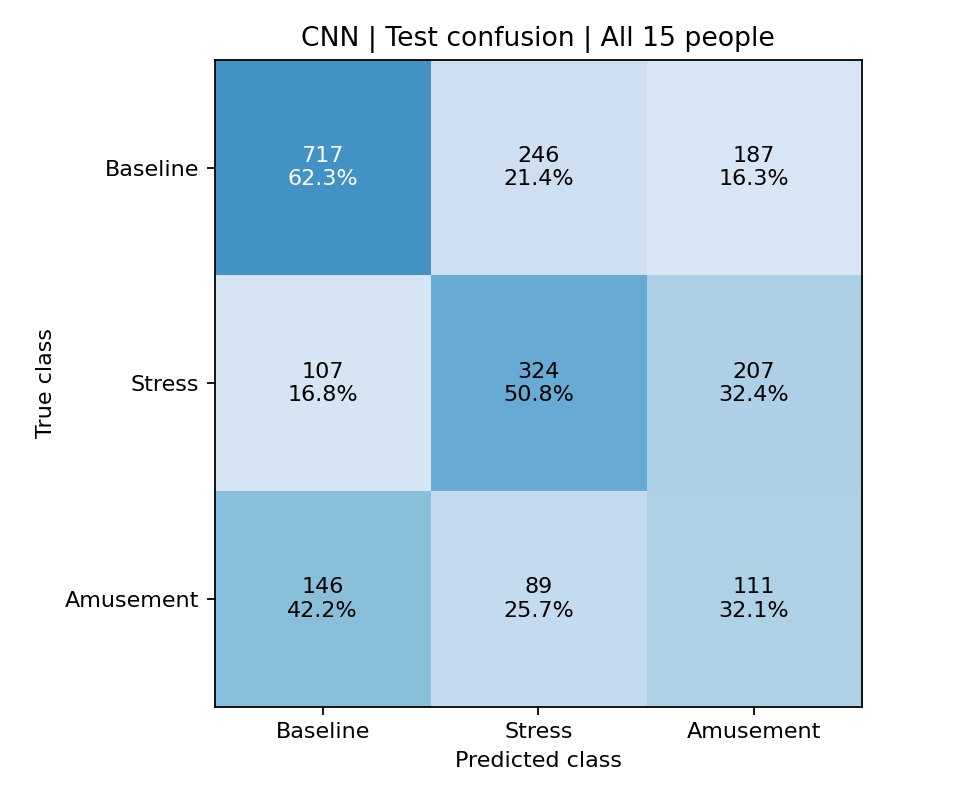 CNN | Test confusion | All 15 people
True class
Baseline
717
62.3%
246
21.4%
187
16.3%
Stress
107
16.8%
324
50.8%
207
32.4%
Amusement
146
42.2%
89
25.7%
111
32.1%
Baseline
Stress
Amusement
Predicted class